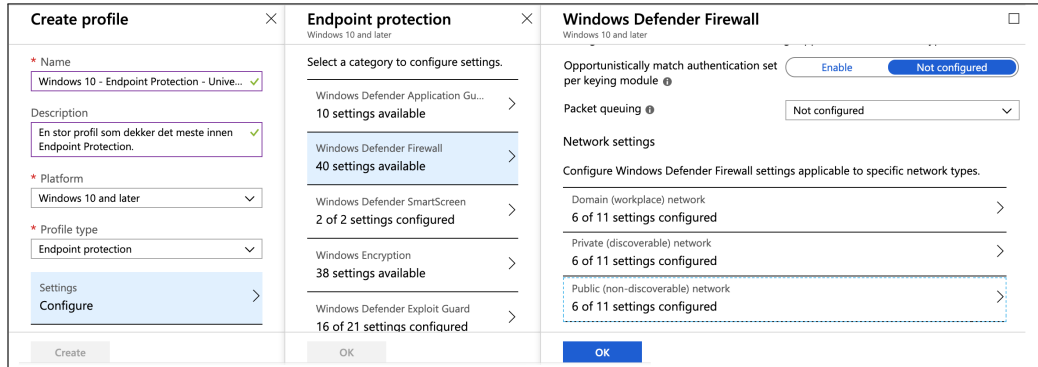 Create profile
* Name
Windows 10 - Endpoint Protection - Unive...
Description
En stor profil som dekker det meste innen
Endpoint Protection.
* Platform
Windows 10 and later
* Profile type
Endpoint protection
Settings
Configure
Create
Endpoint protection
Windows 10 and later
Select a category to configure settings.
Windows Defender Application Gu...
10 settings available
Windows Defender Firewall
40 settings available
Windows Defender SmartScreen
2 of 2 settings configured
Windows Encryption
38 settings available
Windows Defender Exploit Guard
16 of 21 settings configured
OK
Windows Defender Firewall
Windows 10 and later
Opportunistically match authentication set
per keying module
Enable
Not configured
Packet queuing
Not configured
Network settings
Configure Windows Defender Firewall settings applicable to specific network types.
Domain (workplace) network
6 of 11 settings configured
Private (discoverable) network
6 of 11 settings configured
Public (non-discoverable) network
6 of 11 settings configured
OK